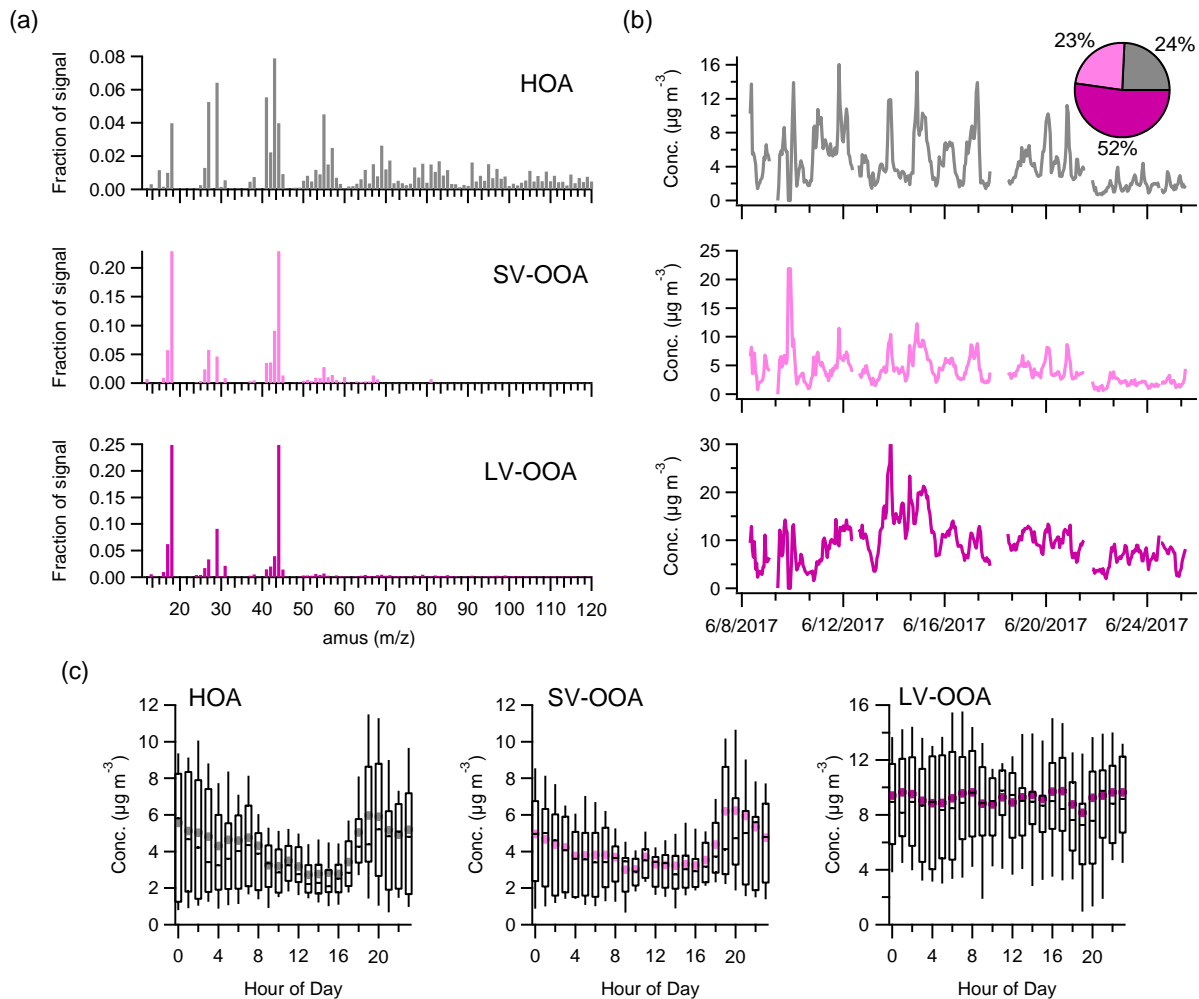 (a)
HOA
Fraction of signal
0.08
0.06
0.04
0.02
0.00
SV-OOA
Fraction of signal
0.20
0.15
0.10
0.05
0.00
LV-OOA
Fraction of signal
0.25
0.20
0.15
0.10
0.05
0.00
20 30 40 50 60 70 80 90 100 110 120
amus (m/z)
(b)
23% 24%
52%
Conc. (µg m⁻³)
16
12
8
4
0
Conc. (µg m⁻³)
25
20
15
10
5
0
Conc. (µg m⁻³)
30
20
10
0
6/8/2017 6/12/2017 6/16/2017 6/20/2017 6/24/2017
(c)
HOA
Conc. (µg m⁻³)
12
10
8
6
4
2
0
0 4 8 12 16 20
Hour of Day
SV-OOA
Conc. (µg m⁻³)
12
10
8
6
4
2
0
0 4 8 12 16 20
Hour of Day
LV-OOA
Conc. (µg m⁻³)
16
12
8
4
0
0 4 8 12 16 20
Hour of Day